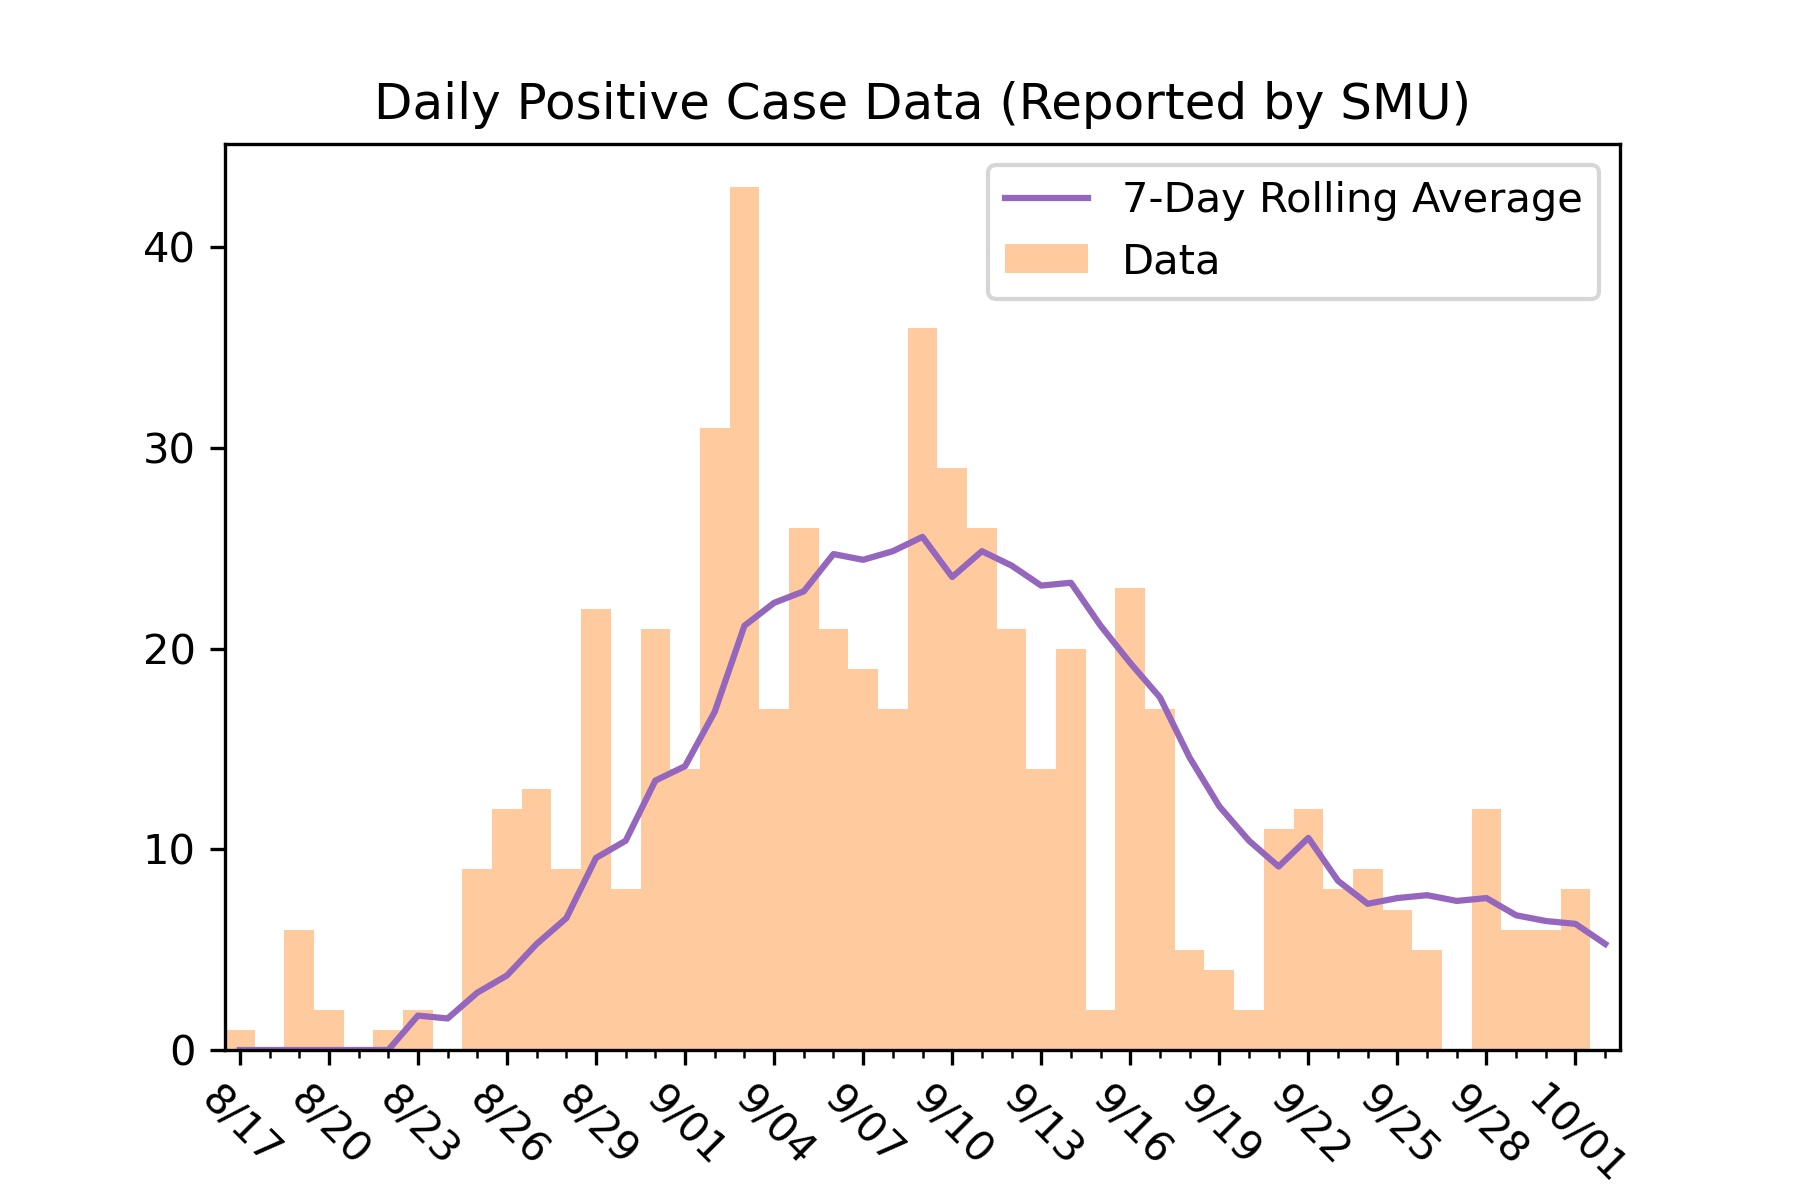 Daily Positive Case Data (Reported by SMU)
7-Day Rolling Average
Data
40
30
20
10
0
8/17 8/20 8/23 8/26 8/29 9/01 9/04 9/07 9/10 9/13 9/16 9/19 9/22 9/25 9/28 10/01